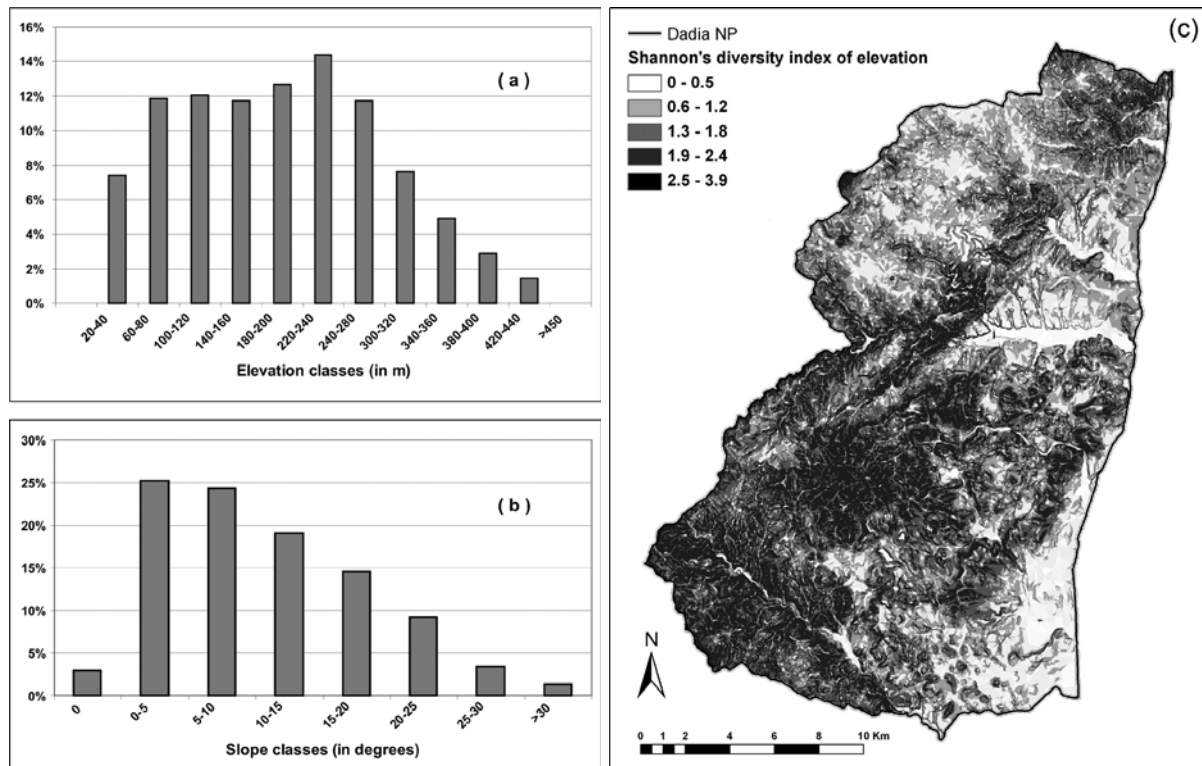 16%
14%
12%
10%
8%
6%
4%
2%
0%
( a )
20-40
60-80
100-120
140-160
180-200
220-240
240-280
300-320
340-360
380-400
420-440
>450
Elevation classes (in m)
30%
25%
20%
15%
10%
5%
0%
( b )
0
0-5
5-10
10-15
15-20
20-25
25-30
>30
Slope classes (in degrees)
(c)
Dadia NP
Shannon's diversity index of elevation
0 - 0.5
0.6 - 1.2
1.3 - 1.8
1.9 - 2.4
2.5 - 3.9
N
0 1 2 4 6 8 10 Km